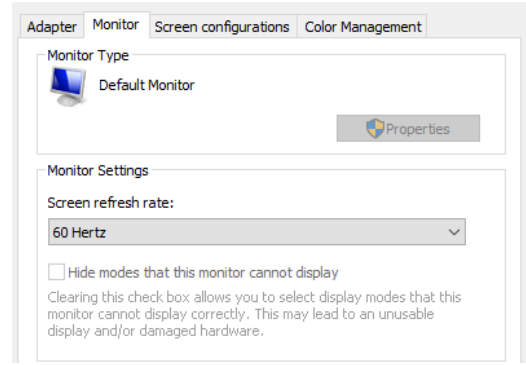 Adapter Monitor Screen configurations Color Management
Monitor Type
Default Monitor
Properties
Monitor Settings
Screen refresh rate:
60 Hertz
Hide modes that this monitor cannot display
Clearing this check box allows you to select display modes that this
monitor cannot display correctly. This may lead to an unusable
display and/or damaged hardware.